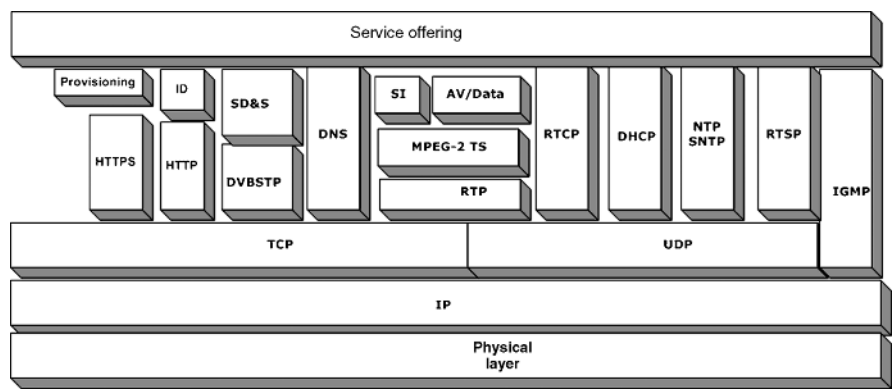 Service offering
Provisioning
ID
SD&S
DNS
SI
AV/Data
RTCP
DHCP
NTP
SNTP
RTSP
IGMP
HTTPS
HTTP
DVBSTP
MPEG-2 TS
RTP
TCP
UDP
IP
Physical
layer